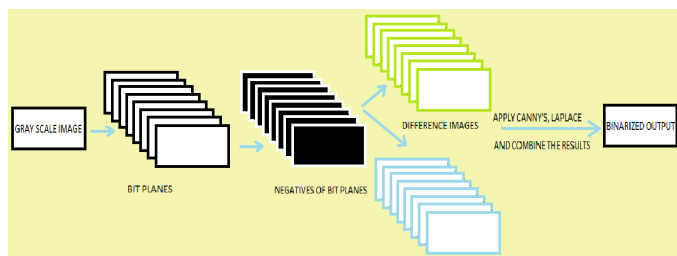 GRAY SCALE IMAGE
BIT PLANES
NEGATIVES OF BIT PLANES
DIFFERENCE IMAGES
APPLY CANNY'S, LAPLACE
AND COMBINE THE RESULTS
BINARIZED OUTPUT